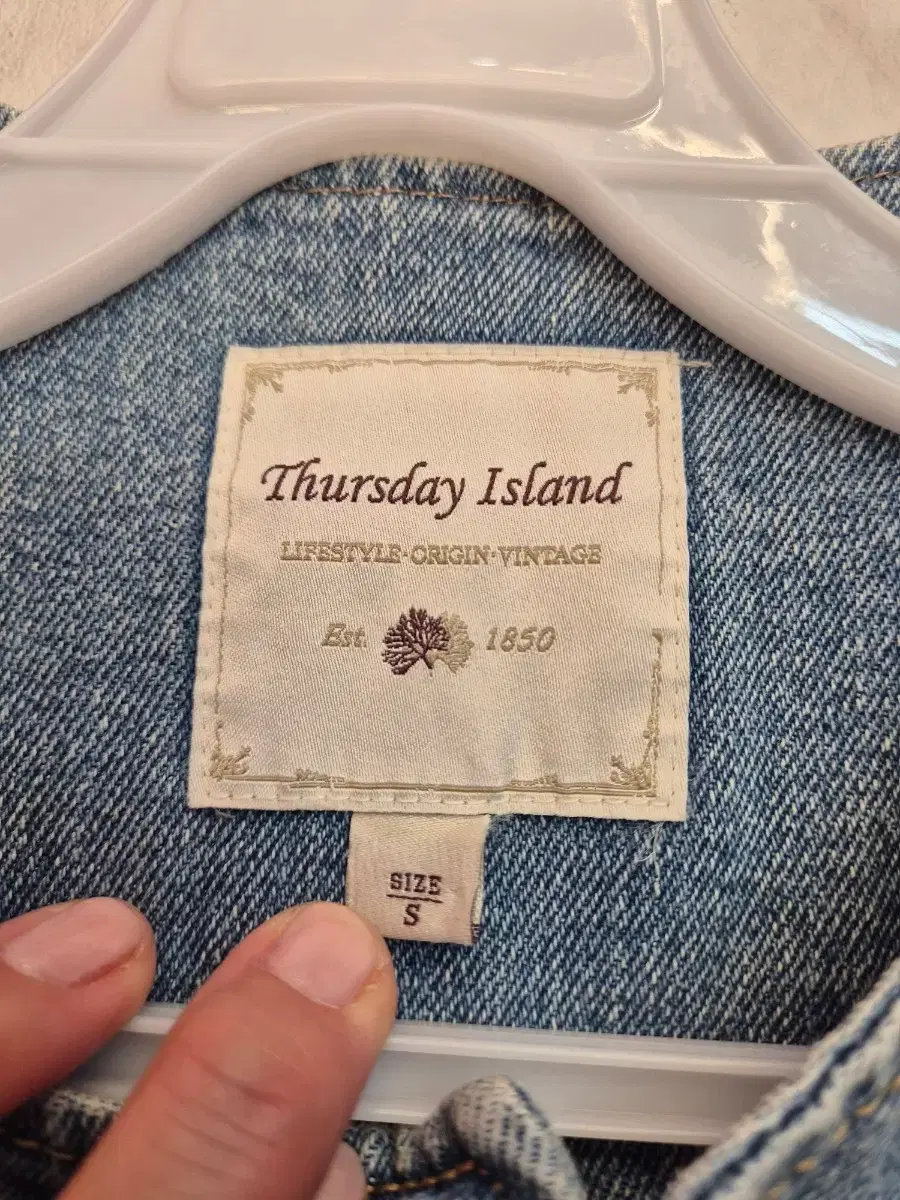 Thursday Island
LIFESTYLE·ORIGIN·VINTAGE
Est. 1850
SIZE
S